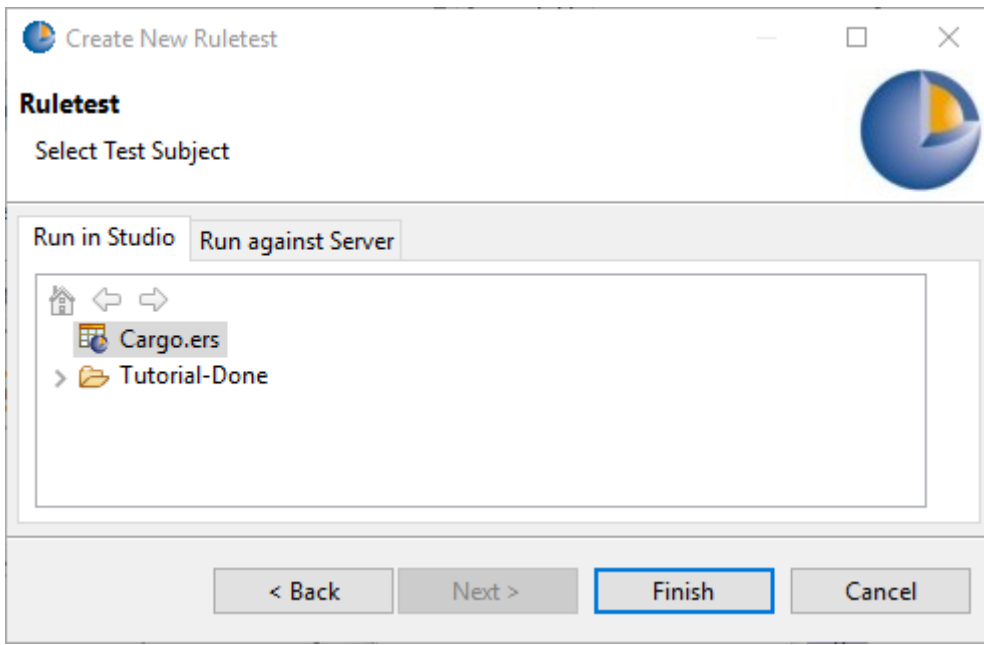 Create New Ruletest
Ruletest
Select Test Subject
Run in Studio Run against Server
Cargo.ers
Tutorial-Done
< Back Next > Finish Cancel